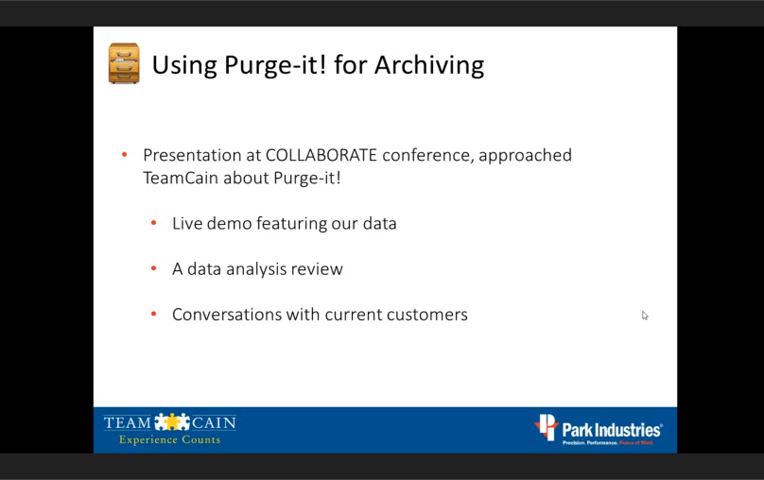 Using Purge-it! for Archiving
• Presentation at COLLABORATE conference, approached
TeamCain about Purge-it!
• Live demo featuring our data
• A data analysis review
• Conversations with current customers
TEAM CAIN
Experience Counts
Park Industries®
Precision. Performance. Peace of Mind.